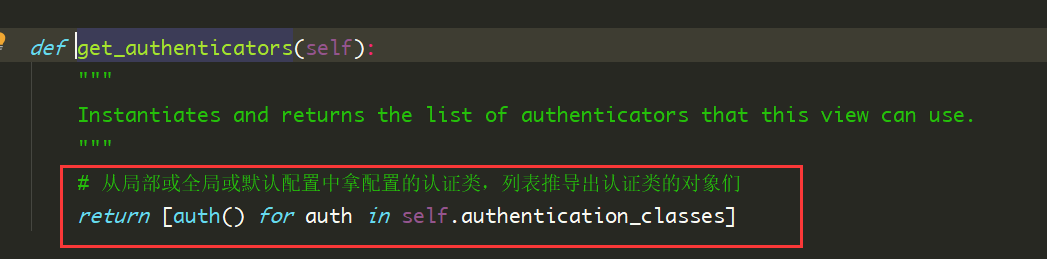 def get_authenticators(self):
"""
Instantiates and returns the list of authenticators that this view can use.
"""
# 从局部或全局或默认配置中拿配置的认证类，列表推导出认证类的对象们
return [auth() for auth in self.authentication_classes]